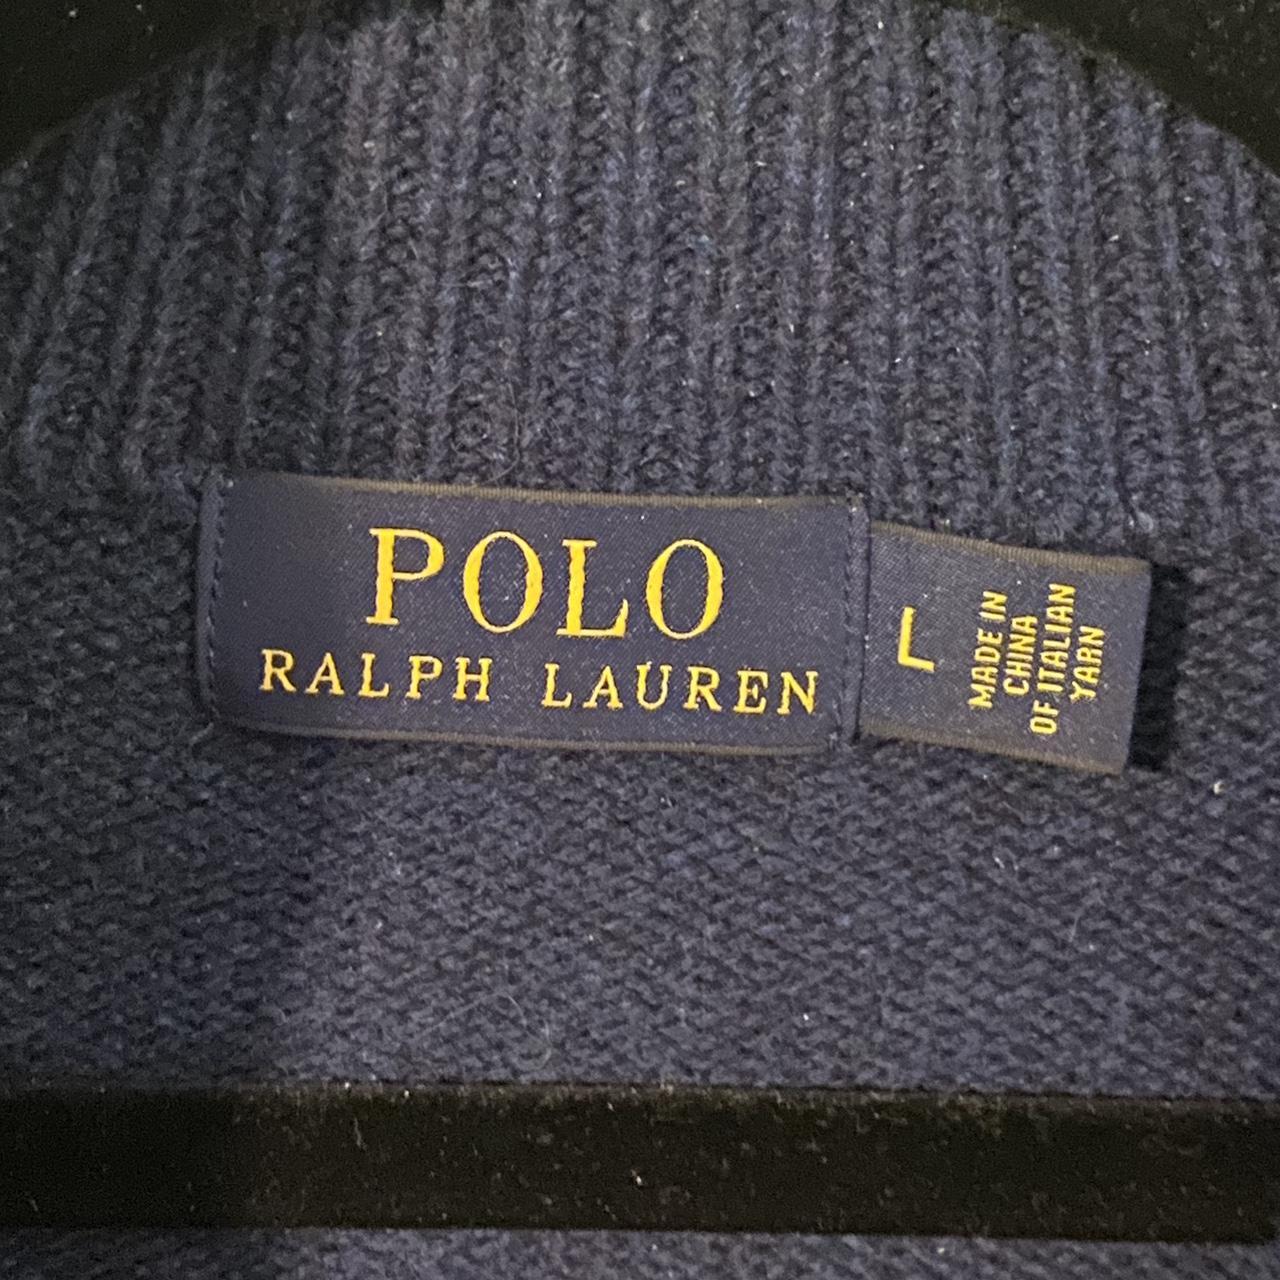 POLO
RALPH LAUREN
L
MADE IN
CHINA
OF ITALIAN
YARN